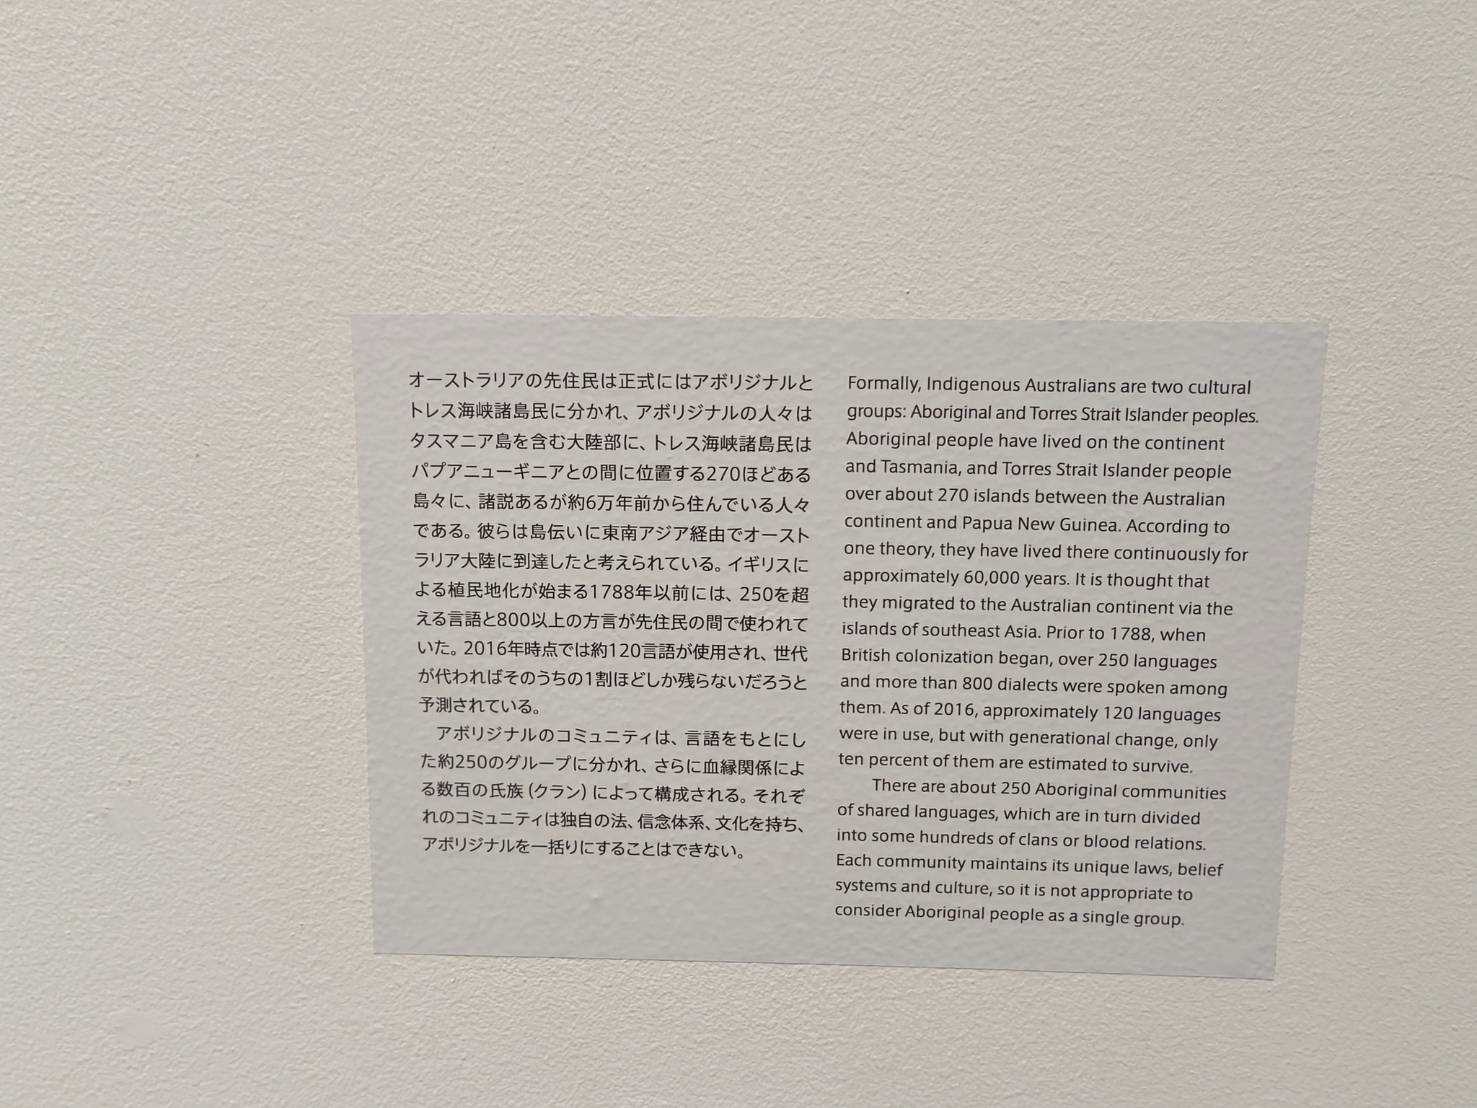 オーストラリアの先住民は正式にはアボリジナルと
トレス海峡諸島民に分かれ、アボリジナルの人々は
タスマニア島を含む大陸部に、トレス海峡諸島民は
パプアニューギニアとの間に位置する270ほどある
島々に、諸説あるが約6万年前から住んでいる人々
である。彼らは島伝いに東南アジア経由でオースト
ラリア大陸に到達したと考えられている。イギリスに
よる植民地化が始まる1788年以前には、250を超
える言語と800以上の方言が先住民の間で使われて
いた。2016年時点では約120言語が使用され、世代
が代わればそのうちの1割ほどしか残らないだろうと
予測されている。
　アボリジナルのコミュニティは、言語をもとにし
た約250のグループに分かれ、さらに血縁関係によ
る数百の氏族（クラン）によって構成される。それぞ
れのコミュニティは独自の法、信念体系、文化を持ち、
アボリジナルを一括りにすることはできない。
Formally, Indigenous Australians are two cultural
groups: Aboriginal and Torres Strait Islander peoples.
Aboriginal people have lived on the continent
and Tasmania, and Torres Strait Islander people
over about 270 islands between the Australian
continent and Papua New Guinea. According to
one theory, they have lived there continuously for
approximately 60,000 years. It is thought that
they migrated to the Australian continent via the
islands of southeast Asia. Prior to 1788, when
British colonization began, over 250 languages
and more than 800 dialects were spoken among
them. As of 2016, approximately 120 languages
were in use, but with generational change, only
ten percent of them are estimated to survive.
There are about 250 Aboriginal communities
of shared languages, which are in turn divided
into some hundreds of clans or blood relations.
Each community maintains its unique laws, belief
systems and culture, so it is not appropriate to
consider Aboriginal people as a single group.